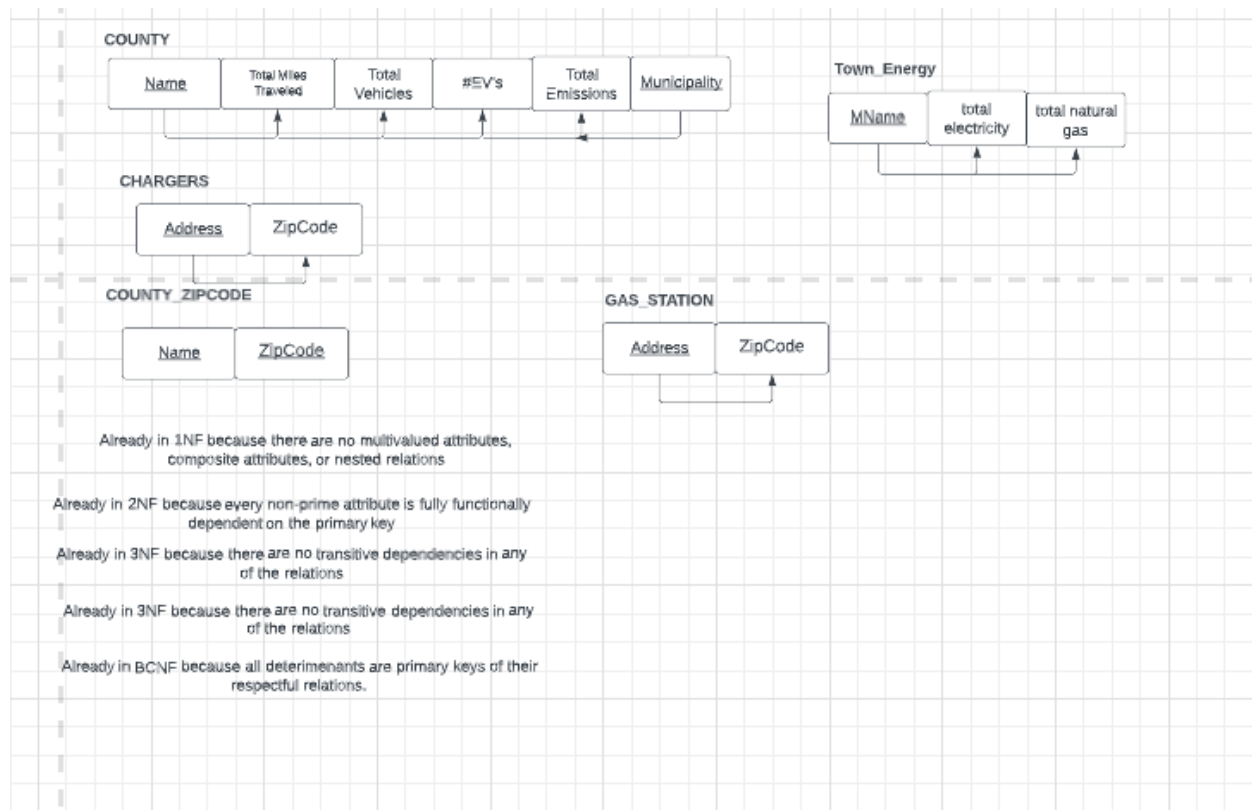 COUNTY
Name
Total Miles
Traveled
Total
Vehicles
#EV's
Total
Emissions
Municipality
Town_Energy
MName
total
electricity
total natural
gas
CHARGERS
Address
ZipCode
COUNTY_ZIPCODE
Name
ZipCode
GAS_STATION
Address
ZipCode
Already in 1NF because there are no multivalued attributes,
composite attributes, or nested relations
Already in 2NF because every non-prime attribute is fully functionally
dependent on the primary key
Already in 3NF because there are no transitive dependencies in any
of the relations
Already in 3NF because there are no transitive dependencies in any
of the relations
Already in BCNF because all deterimenants are primary keys of their
respectful relations.